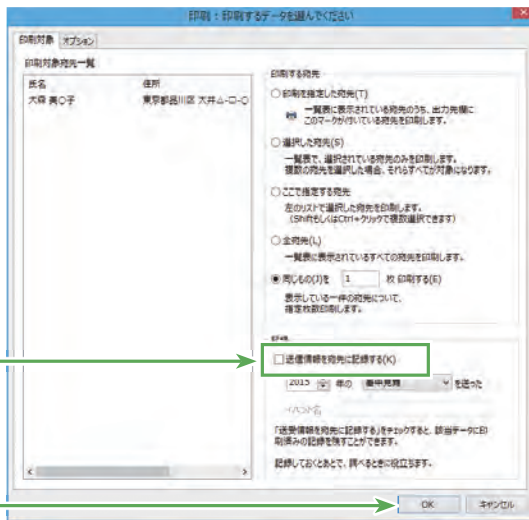 印刷：印刷するデータを選んでください
印刷対象 オプション
印刷対象宛先一覧
氏名 住所
大森 美○子 東京都品川区 大井△-□-○
印刷する宛先
印刷を指定した宛先(T)
一覧表に表示されている宛先のうち、出力先欄に
このマークが付いている宛先を印刷します。
選択した宛先(S)
一覧表で、選択されている宛先のみを印刷します。
複数の宛先を選択した場合、それらすべてが対象になります。
ここで指定する宛先
左のリストで選択した宛先を印刷します。
(ShiftもしくはCtrl+クリックで複数選択できます)
全宛先(L)
一覧表に表示されているすべての宛先を印刷します。
同じもの(J)を 1 枚 印刷する(E)
表示している一件の宛先について、
指定枚数印刷します。
記録
送信情報を宛先に記録する(K)
2015 年の 暑中見舞 を送った
イベント名
「送受情報を宛先に記録する」をチェックすると、該当データに印
刷済みの記録を残すことができます。
記録しておくとあとで、調べるときに役立ちます。
OK キャンセル